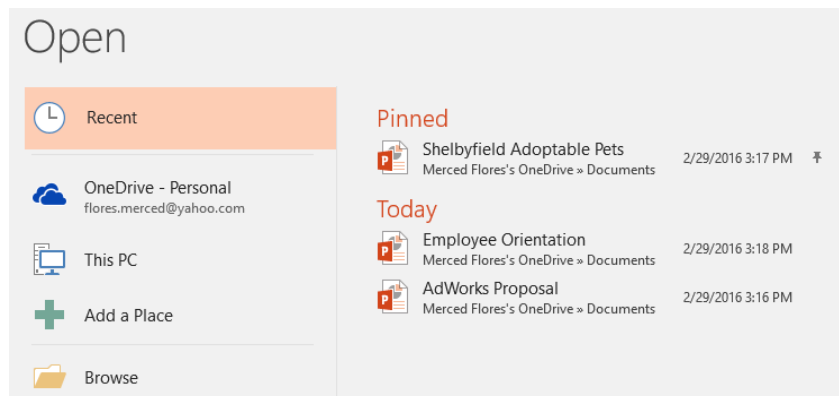 Open
Recent
OneDrive - Personal
flores.merced@yahoo.com
This PC
Add a Place
Browse
Pinned
Shelbyfield Adoptable Pets
Merced Flores's OneDrive » Documents
2/29/2016 3:17 PM
Today
Employee Orientation
Merced Flores's OneDrive » Documents
2/29/2016 3:18 PM
AdWorks Proposal
Merced Flores's OneDrive » Documents
2/29/2016 3:16 PM